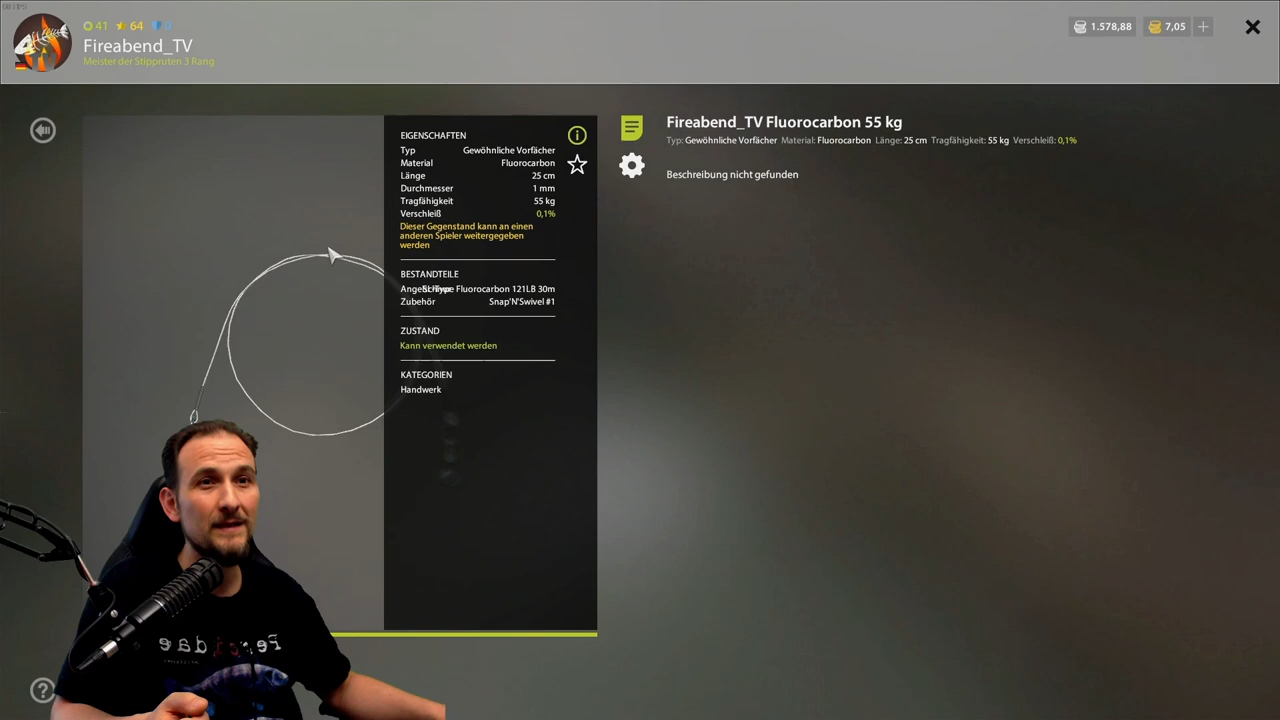 41 64 0
Fireabend_TV
Meister der Stippruten 3 Rang
1.578,88 7,05
EIGENSCHAFTEN
Typ Gewöhnliche Vorfächer
Material Fluorocarbon
Länge 25 cm
Durchmesser 1 mm
Tragfähigkeit 55 kg
Verschleiß 0,1%
Dieser Gegenstand kann an einen
anderen Spieler weitergegeben
werden
BESTANDTEILE
Fluorocarbon 121LB 30m
Zubehör Snap'N'Swivel #1
ZUSTAND
Kann verwendet werden
KATEGORIEN
Handwerk
Fireabend_TV Fluorocarbon 55 kg
Typ: Gewöhnliche Vorfächer Material: Fluorocarbon Länge: 25 cm Tragfähigkeit: 55 kg Verschleiß: 0,1%
Beschreibung nicht gefunden